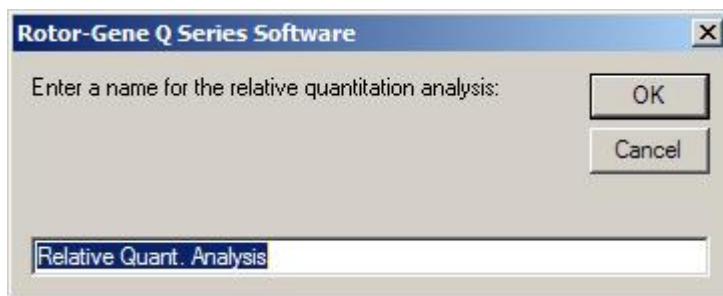 Rotor-Gene Q Series Software
Enter a name for the relative quantitation analysis:
OK
Cancel
Relative Quant. Analysis